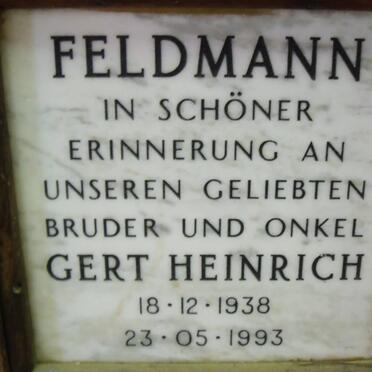 FELDMANN
IN SCHÖNER
ERINNERUNG AN
UNSEREN GELIEBTEN
BRUDER UND ONKEL
GERT HEINRICH
18·12·1938
23·05·1993